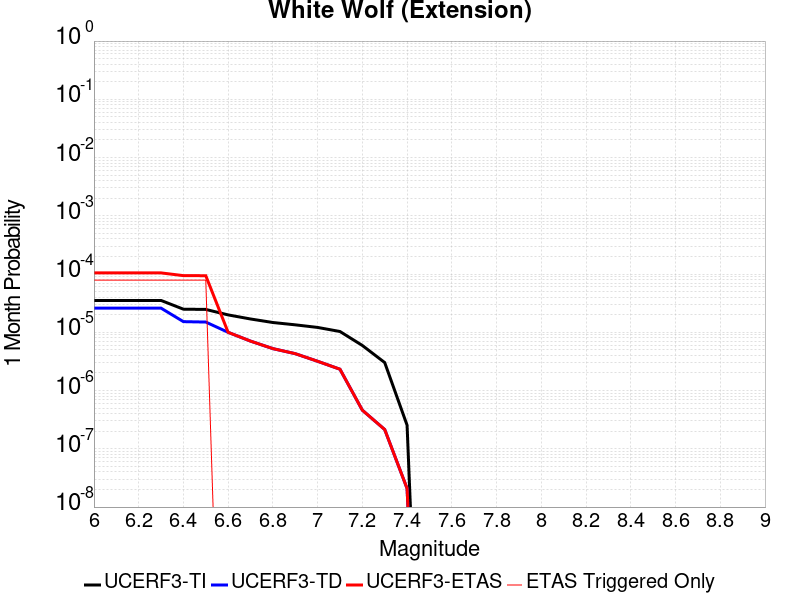 White Wolf (Extension)
10^0
10^-1
10^-2
10^-3
10^-4
10^-5
10^-6
10^-7
10^-8
1 Month Probability
6 6.2 6.4 6.6 6.8 7 7.2 7.4 7.6 7.8 8 8.2 8.4 8.6 8.8 9
Magnitude
UCERF3-TI UCERF3-TD UCERF3-ETAS ETAS Triggered Only